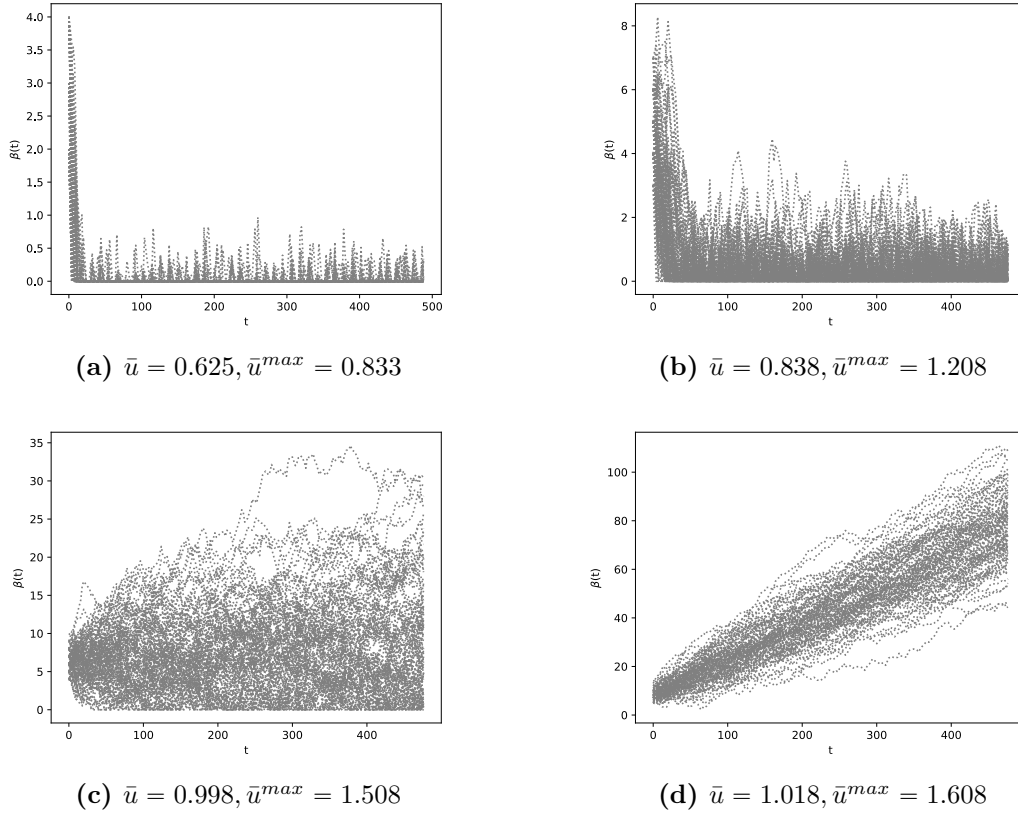 4.0
3.5
3.0
2.5
2.0
1.5
1.0
0.5
0.0
β(t)
0 100 200 300 400 500
t
(a) ū = 0.625, ū^max = 0.833
8
6
4
2
0
β(t)
0 100 200 300 400
t
(b) ū = 0.838, ū^max = 1.208
35
30
25
20
15
10
5
0
β(t)
0 100 200 300 400
t
(c) ū = 0.998, ū^max = 1.508
100
80
60
40
20
0
β(t)
0 100 200 300 400
t
(d) ū = 1.018, ū^max = 1.608